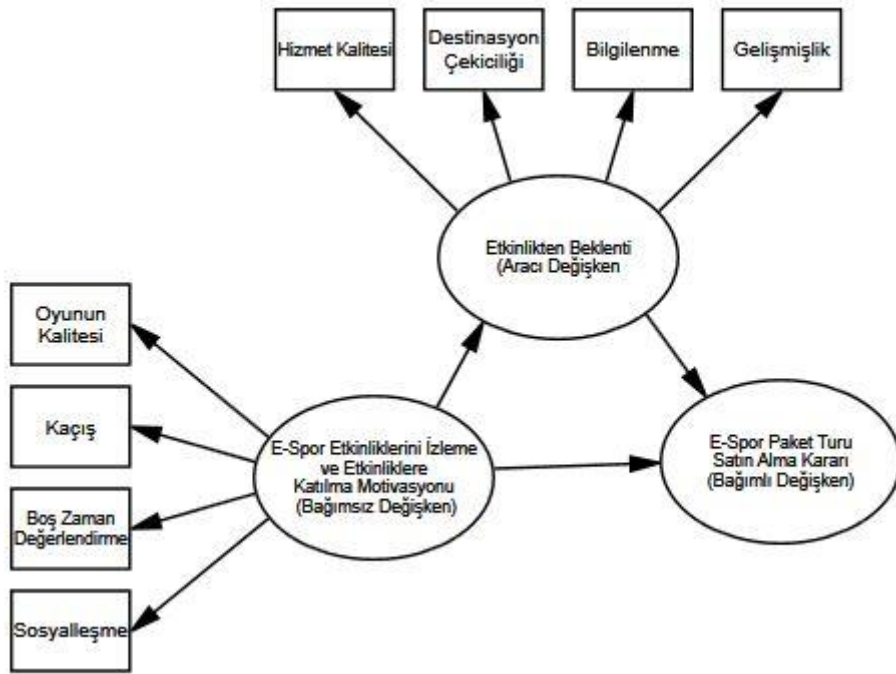 Hizmet Kalitesi
Destinasyon
Çekiciliği
Bilgilenme
Gelişmişlik
Etkinlikten Beklenti
(Aracı Değişken
Oyunun
Kalitesi
Kaçış
Boş Zaman
Değerlendirme
Sosyalleşme
E-Spor Etkinliklerini İzleme
ve Etkinliklere
Katılma Motivasyonu
(Bağımsız Değişken)
E-Spor Paket Turu
Satın Alma Kararı
(Bağımlı Değişken)